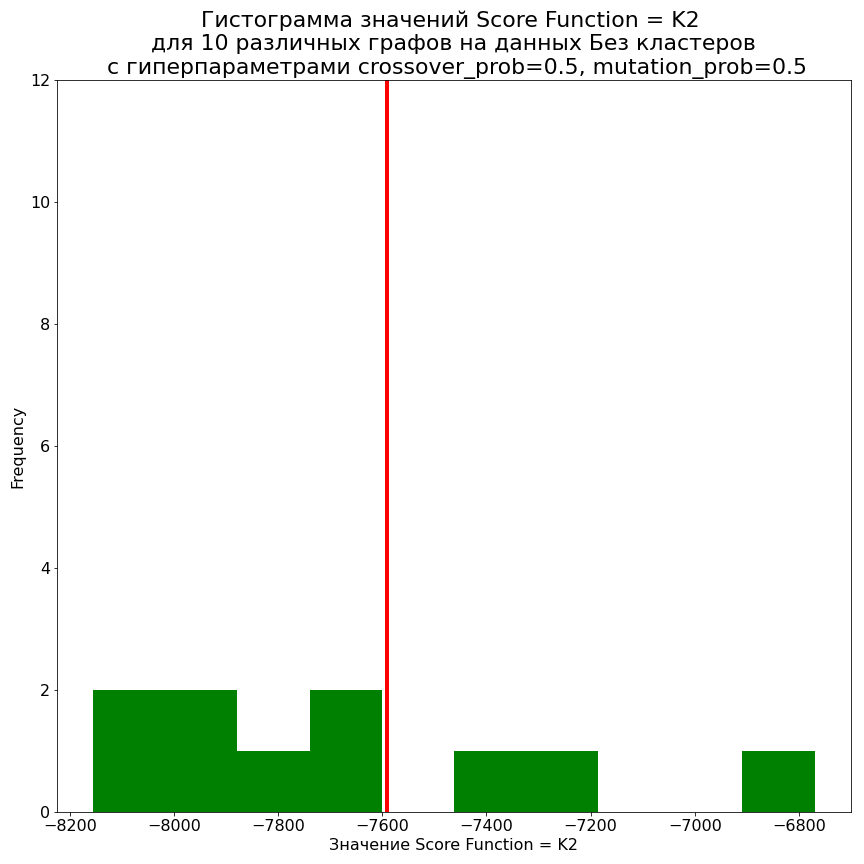 Гистограмма значений Score Function = K2
для 10 различных графов на данных Без кластеров
с гиперпараметрами crossover_prob=0.5, mutation_prob=0.5
12
10
8
6
4
2
0
Frequency
−8200 −8000 −7800 −7600 −7400 −7200 −7000 −6800
Значение Score Function = K2